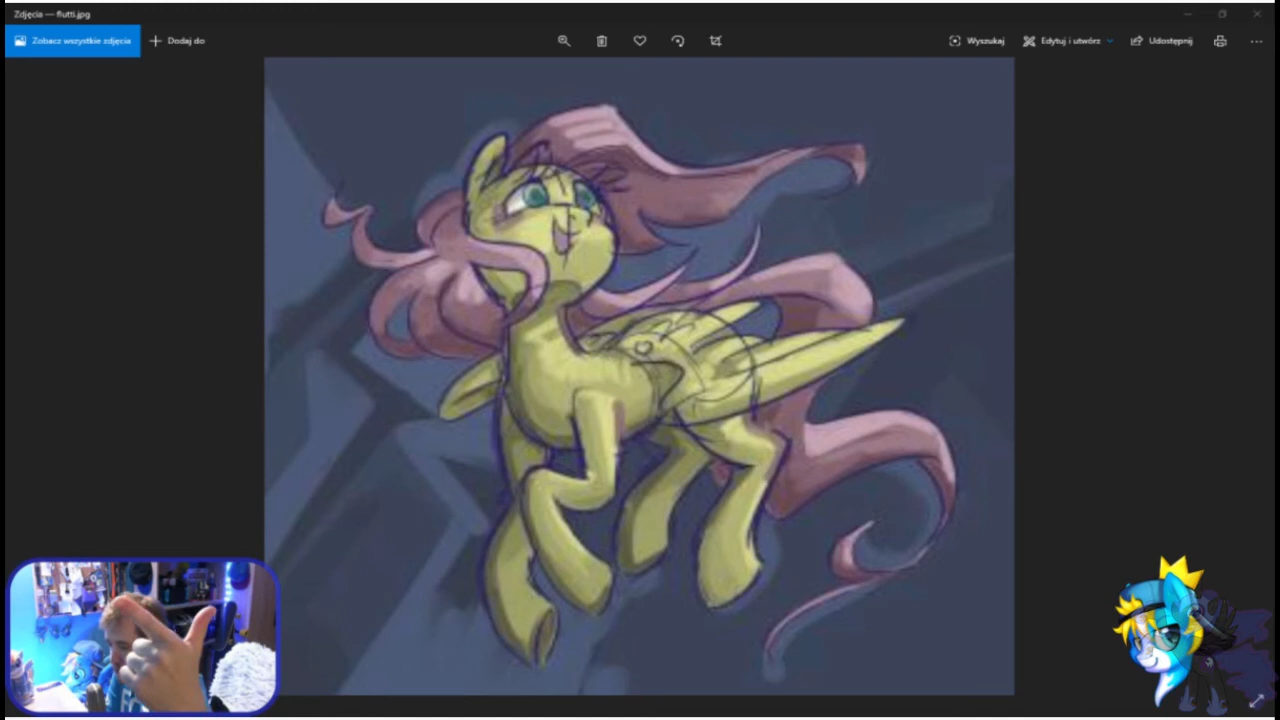 Zdjęcia — flutti.jpg
Zobacz wszystkie zdjęcia
Dodaj do
Wyszukaj
Edytuj i utwórz
Udostępnij